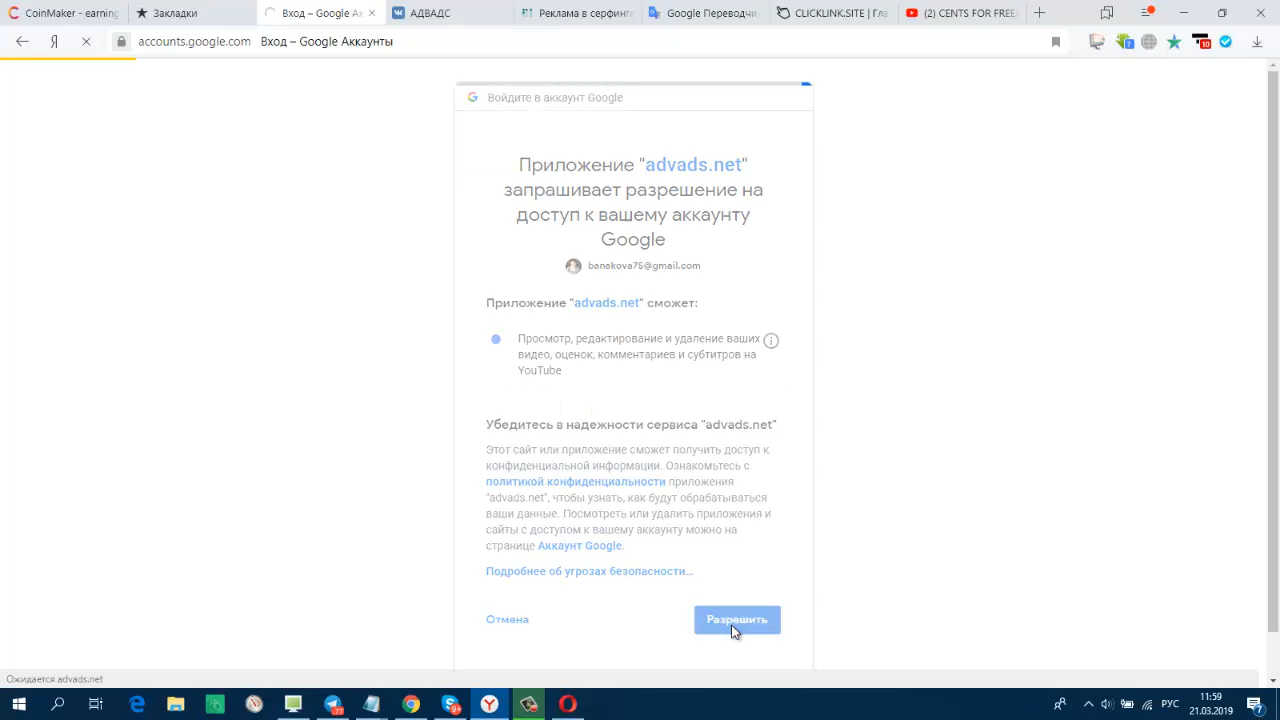 CoinMaker - earning
Закладки
Вход – Google Ак
АДВАДС
Реклама в серфинге
Google Переводчи
CLICKLINK.SITE | Гла
(2) CENTS FOR FREE
accounts.google.com Вход – Google Аккаунты
7
10
Войдите в аккаунт Google
Приложение "advads.net"
запрашивает разрешение на
доступ к вашему аккаунту
Google
banakova75@gmail.com
Приложение "advads.net" сможет:
Просмотр, редактирование и удаление ваших
видео, оценок, комментариев и субтитров на
YouTube
Убедитесь в надежности сервиса "advads.net"
Этот сайт или приложение сможет получить доступ к
конфиденциальной информации. Ознакомьтесь с
политикой конфиденциальности приложения
"advads.net", чтобы узнать, как будут обрабатываться
ваши данные. Посмотреть или удалить приложения и
сайты с доступом к вашему аккаунту можно на
странице Аккаунт Google.
Подробнее об угрозах безопасности...
Отмена
Разрешить
Ожидается advads.net
РУС
11:59
21.03.2019